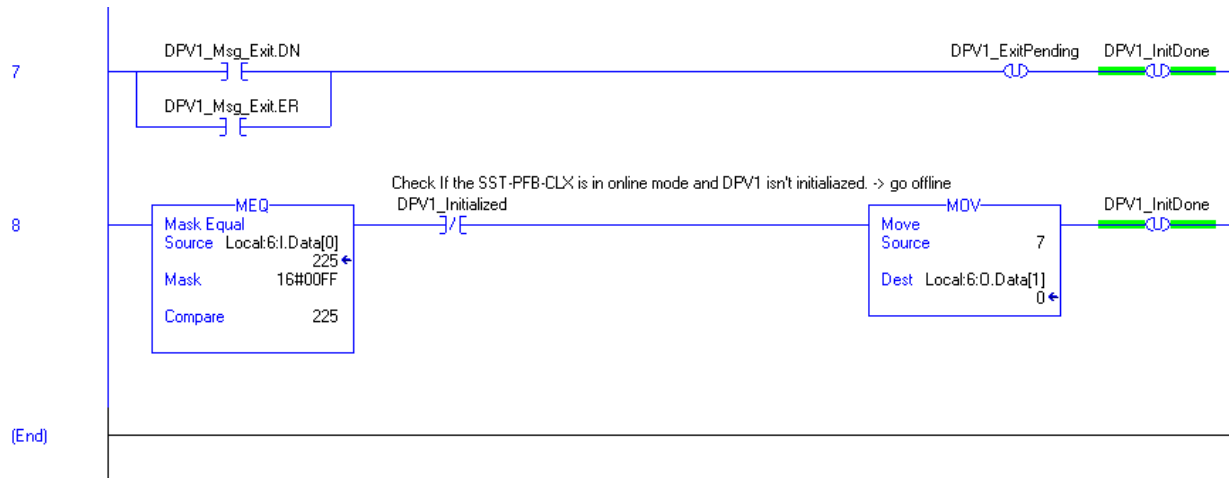 DPV1_Msg_Exit.DN
DPV1_ExitPending DPV1_InitDone
7
U U
DPV1_Msg_Exit.ER
Check If the SST-PFB-CLX is in online mode and DPV1 isn't initialiazed. -> go offline
8
MEQ
Mask Equal
Source Local:6:I.Data[0]
225
Mask 16#00FF
Compare 225
DPV1_Initialized
MOV
Move
Source 7
Dest Local:6:O.Data[1]
0
DPV1_InitDone
U
(End)